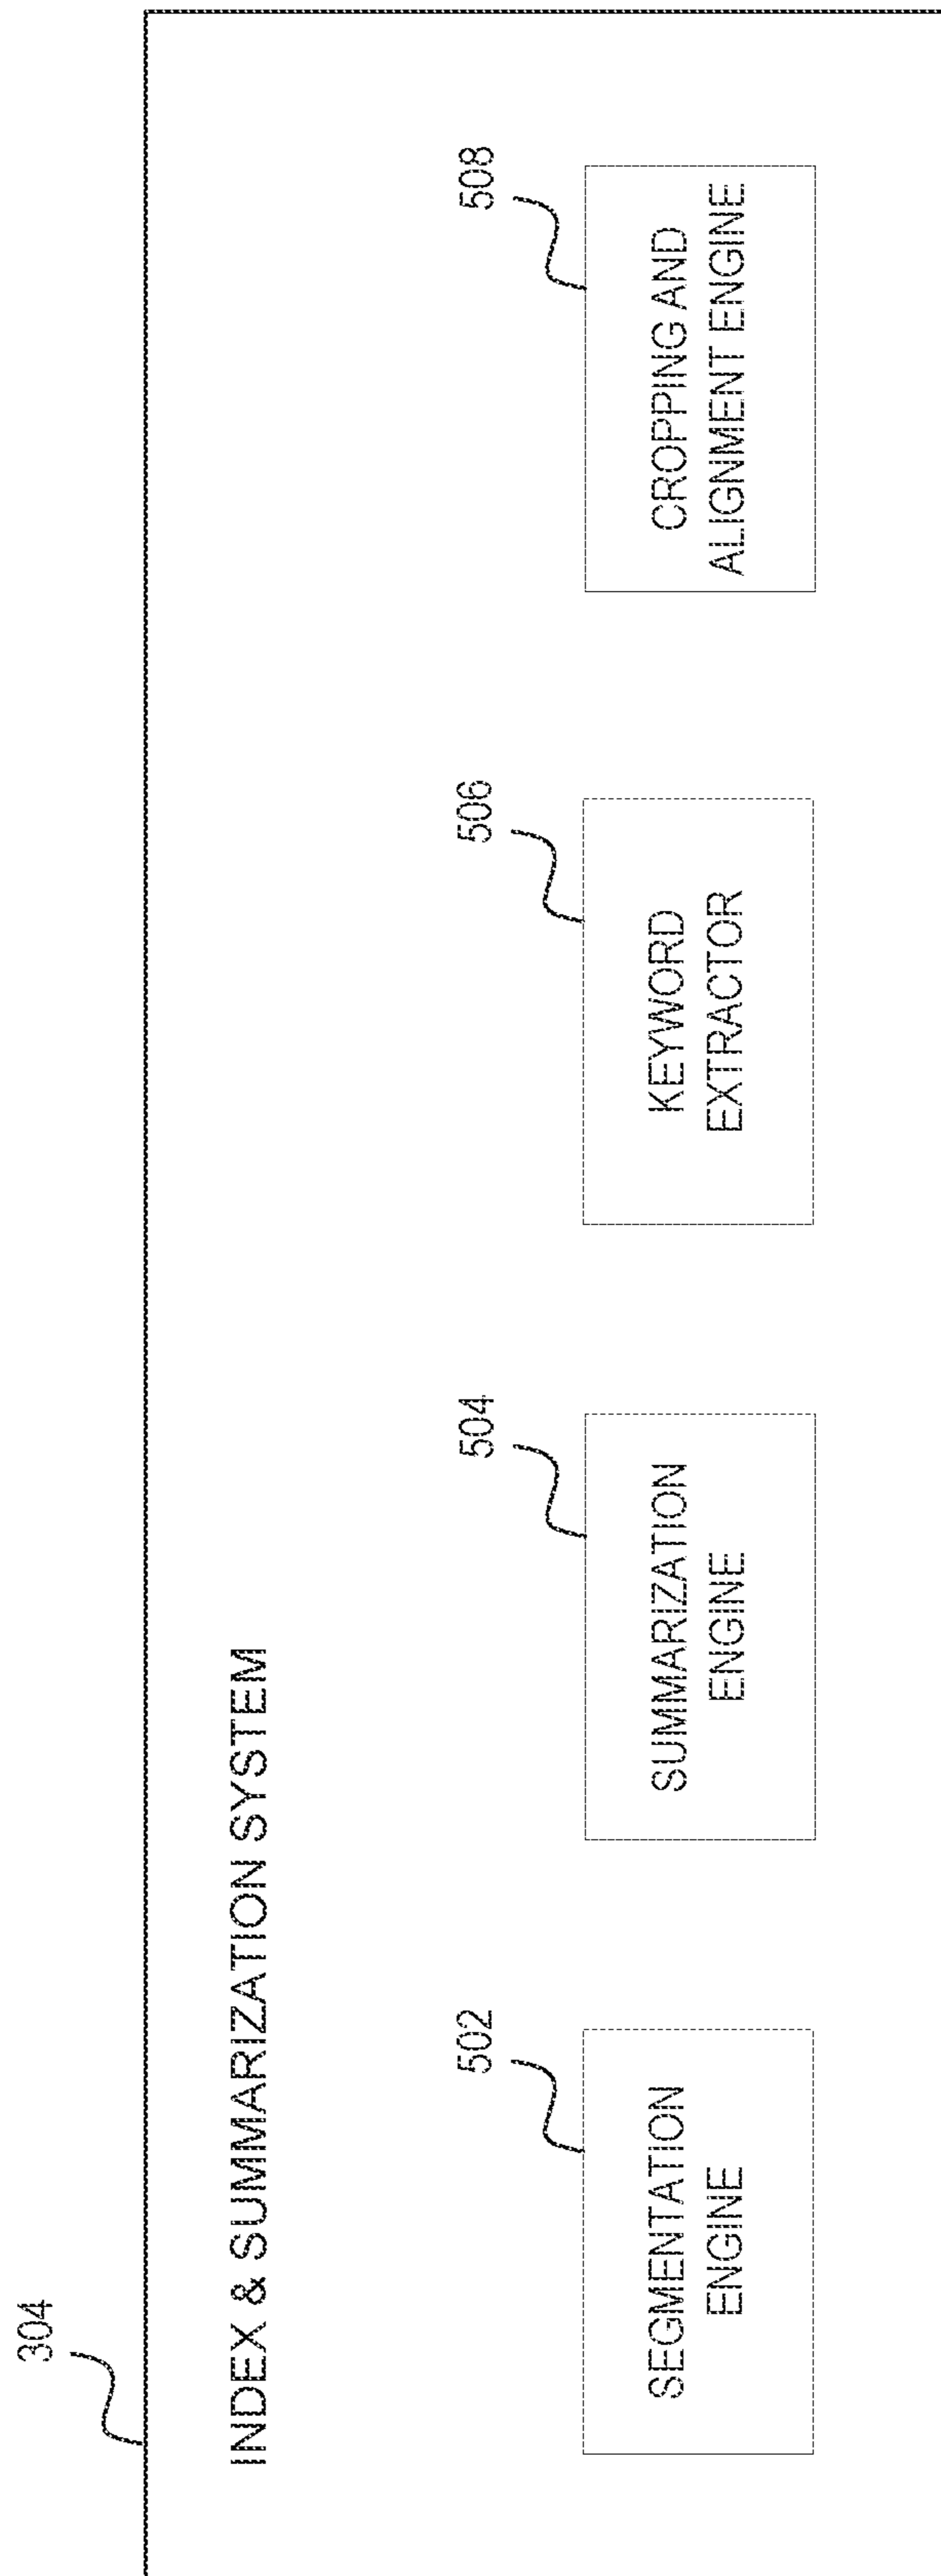 304
INDEX & SUMMARIZATION SYSTEM
502
SEGMENTATION
ENGINE
504
SUMMARIZATION
ENGINE
506
KEYWORD
EXTRACTOR
508
CROPPING AND
ALIGNMENT ENGINE